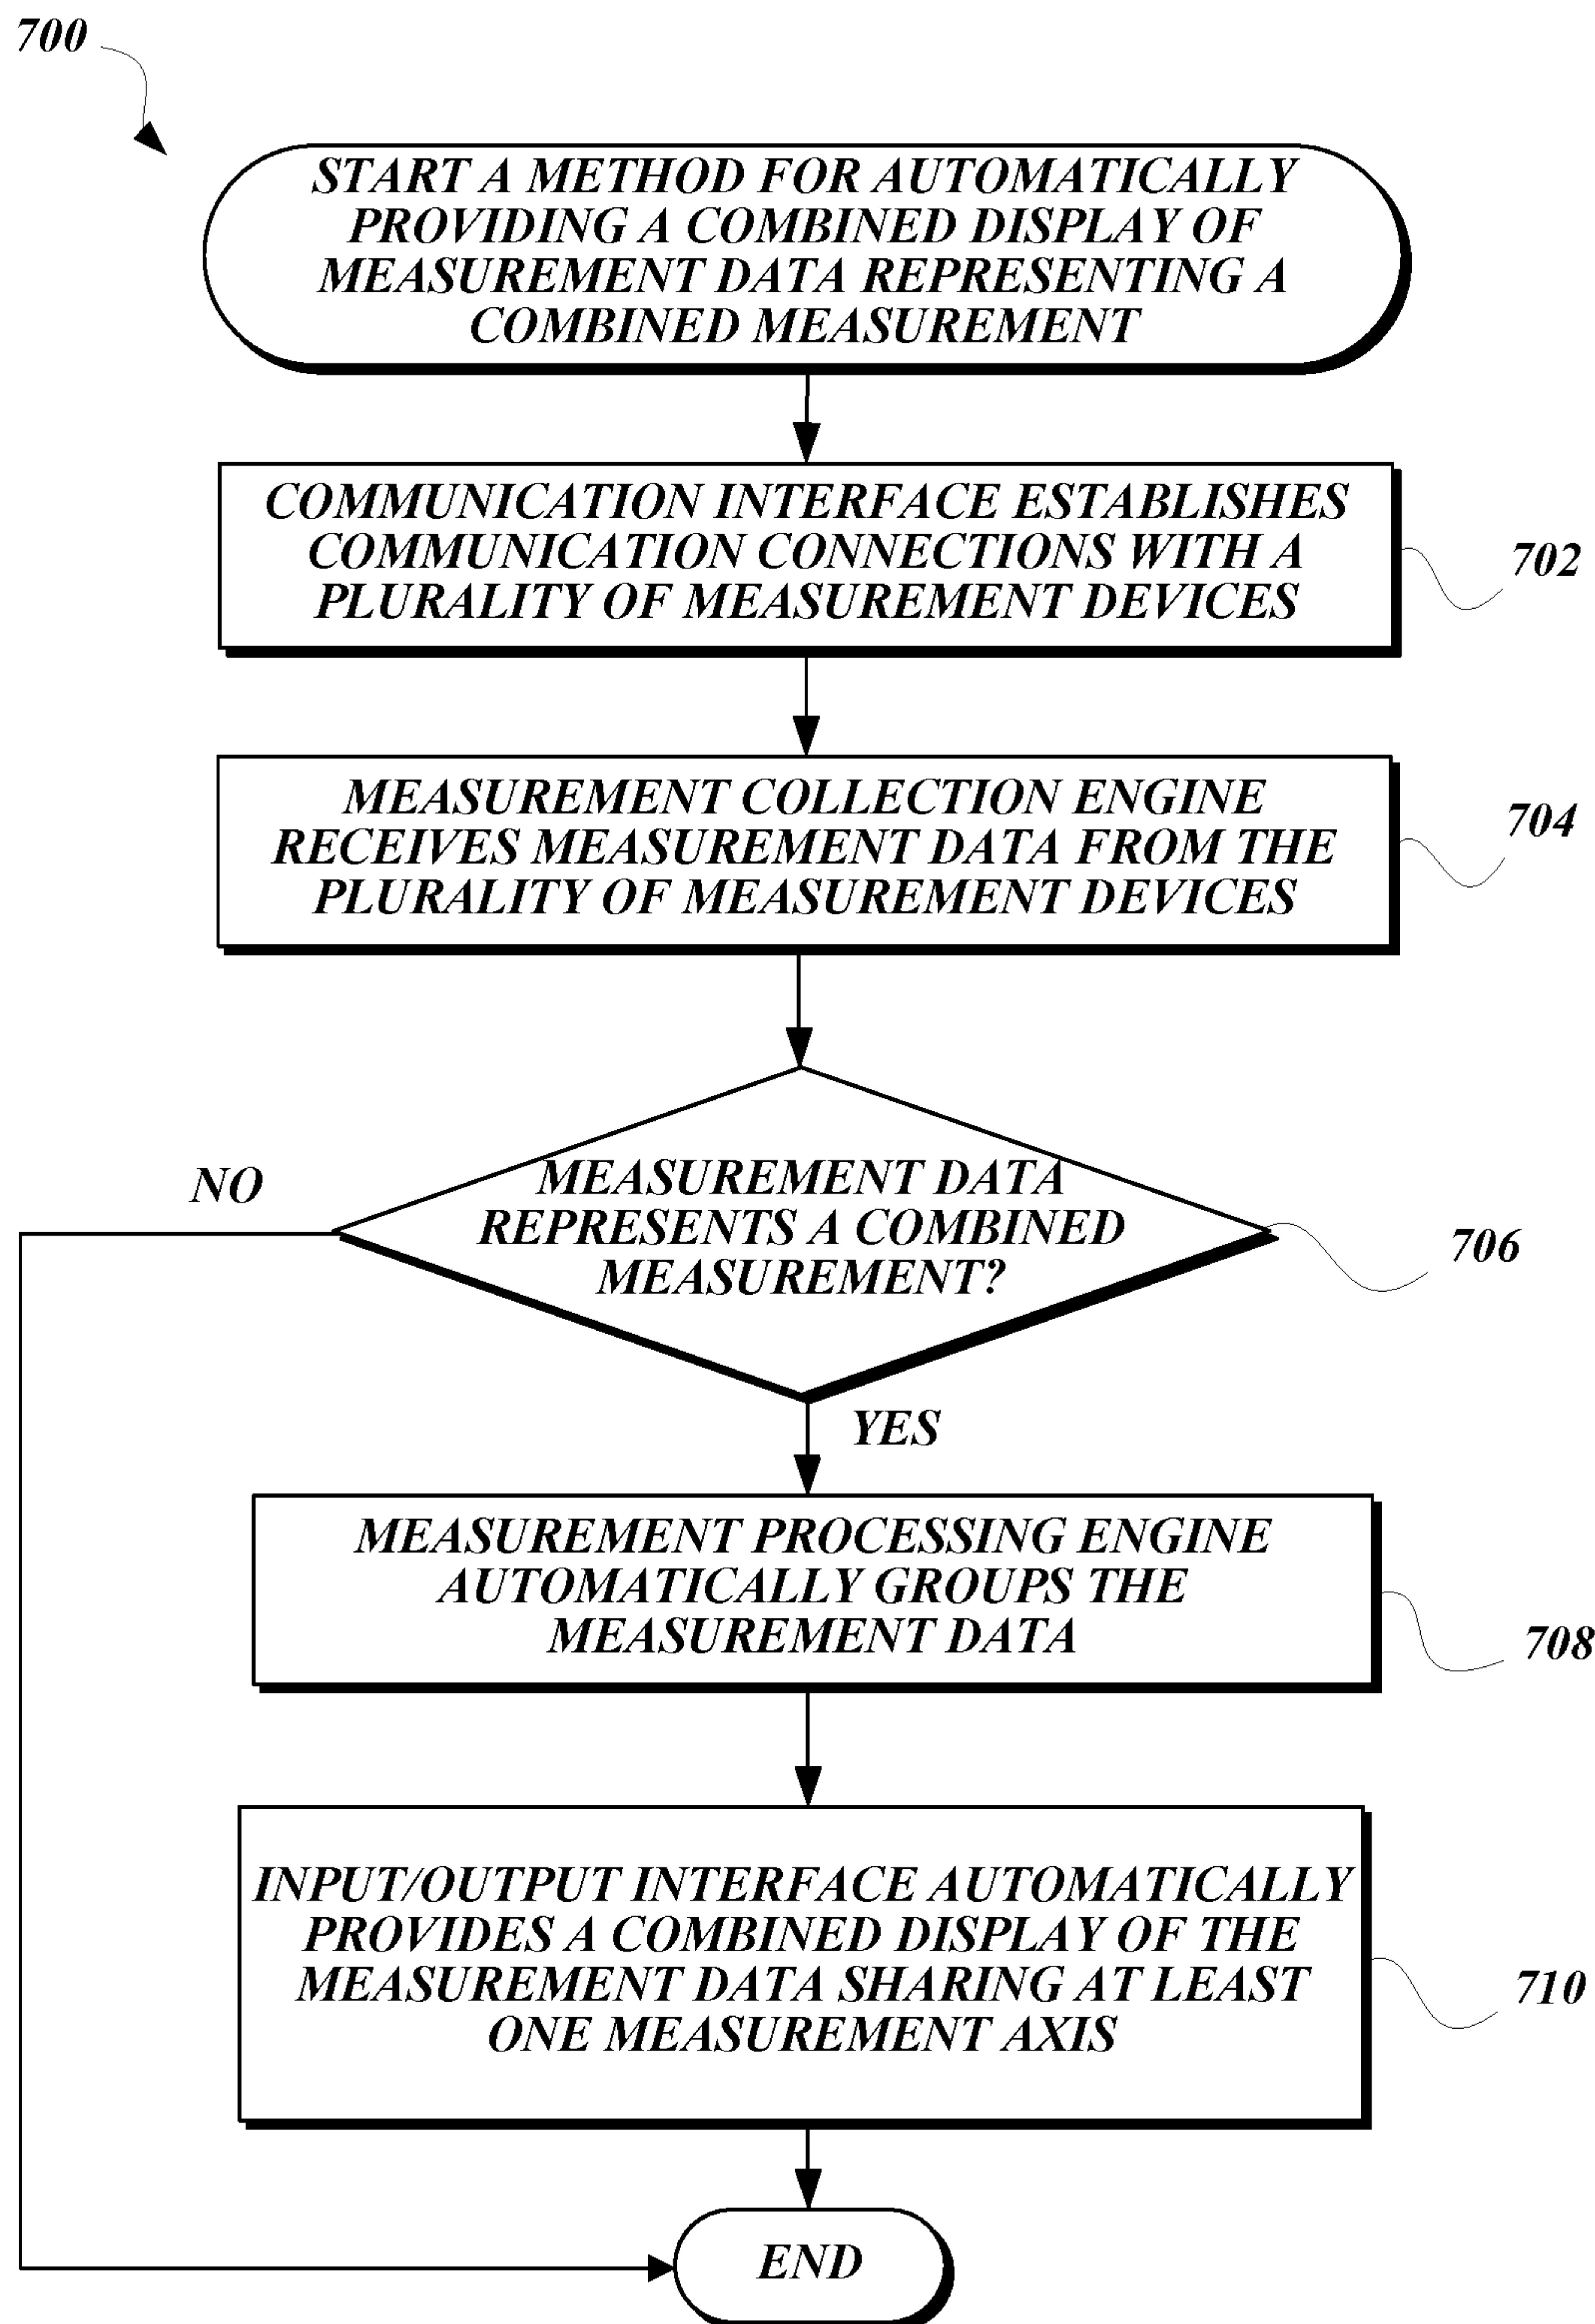 700
START A METHOD FOR AUTOMATICALLY
PROVIDING A COMBINED DISPLAY OF
MEASUREMENT DATA REPRESENTING A
COMBINED MEASUREMENT
COMMUNICATION INTERFACE ESTABLISHES
COMMUNICATION CONNECTIONS WITH A
PLURALITY OF MEASUREMENT DEVICES
702
MEASUREMENT COLLECTION ENGINE
RECEIVES MEASUREMENT DATA FROM THE
PLURALITY OF MEASUREMENT DEVICES
704
NO
MEASUREMENT DATA
REPRESENTS A COMBINED
MEASUREMENT?
706
YES
MEASUREMENT PROCESSING ENGINE
AUTOMATICALLY GROUPS THE
MEASUREMENT DATA
708
INPUT/OUTPUT INTERFACE AUTOMATICALLY
PROVIDES A COMBINED DISPLAY OF THE
MEASUREMENT DATA SHARING AT LEAST
ONE MEASUREMENT AXIS
710
END